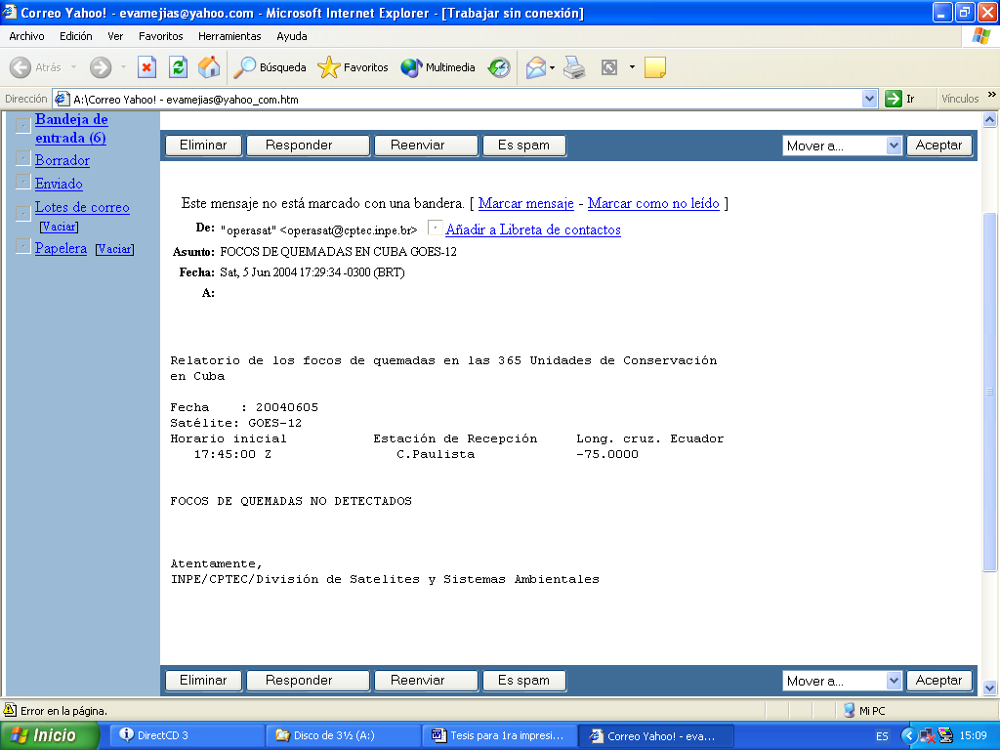 Correo Yahoo! - evamejias@yahoo.com - Microsoft Internet Explorer - [Trabajar sin conexión]
Archivo Edición Ver Favoritos Herramientas Ayuda
Atrás Búsqueda Favoritos Multimedia
Dirección A:\Correo Yahoo! - evamejias@yahoo_com.htm Ir Vínculos »
Bandeja de
entrada (6)
Borrador
Enviado
Lotes de correo
[Vaciar]
Papelera [Vaciar]
Eliminar Responder Reenviar Es spam Mover a... Aceptar
Este mensaje no está marcado con una bandera. [ Marcar mensaje - Marcar como no leído ]
De: "operasat" <operasat@cptec.inpe.br> Añadir a Libreta de contactos
Asunto: FOCOS DE QUEMADAS EN CUBA GOES-12
Fecha: Sat, 5 Jun 2004 17:29:34 -0300 (BRT)
A:
Relatorio de los focos de quemadas en las 365 Unidades de Conservación
en Cuba
Fecha : 20040605
Satélite: GOES-12
Horario inicial Estación de Recepción Long. cruz. Ecuador
17:45:00 Z C.Paulista -75.0000
FOCOS DE QUEMADAS NO DETECTADOS
Atentamente,
INPE/CPTEC/División de Satelites y Sistemas Ambientales
Eliminar Responder Reenviar Es spam Mover a... Aceptar
Error en la página. Mi PC
Inicio DirectCD 3 Disco de 3½ (A:) Tesis para 1ra impresi... Correo Yahoo! - eva... ES 15:09